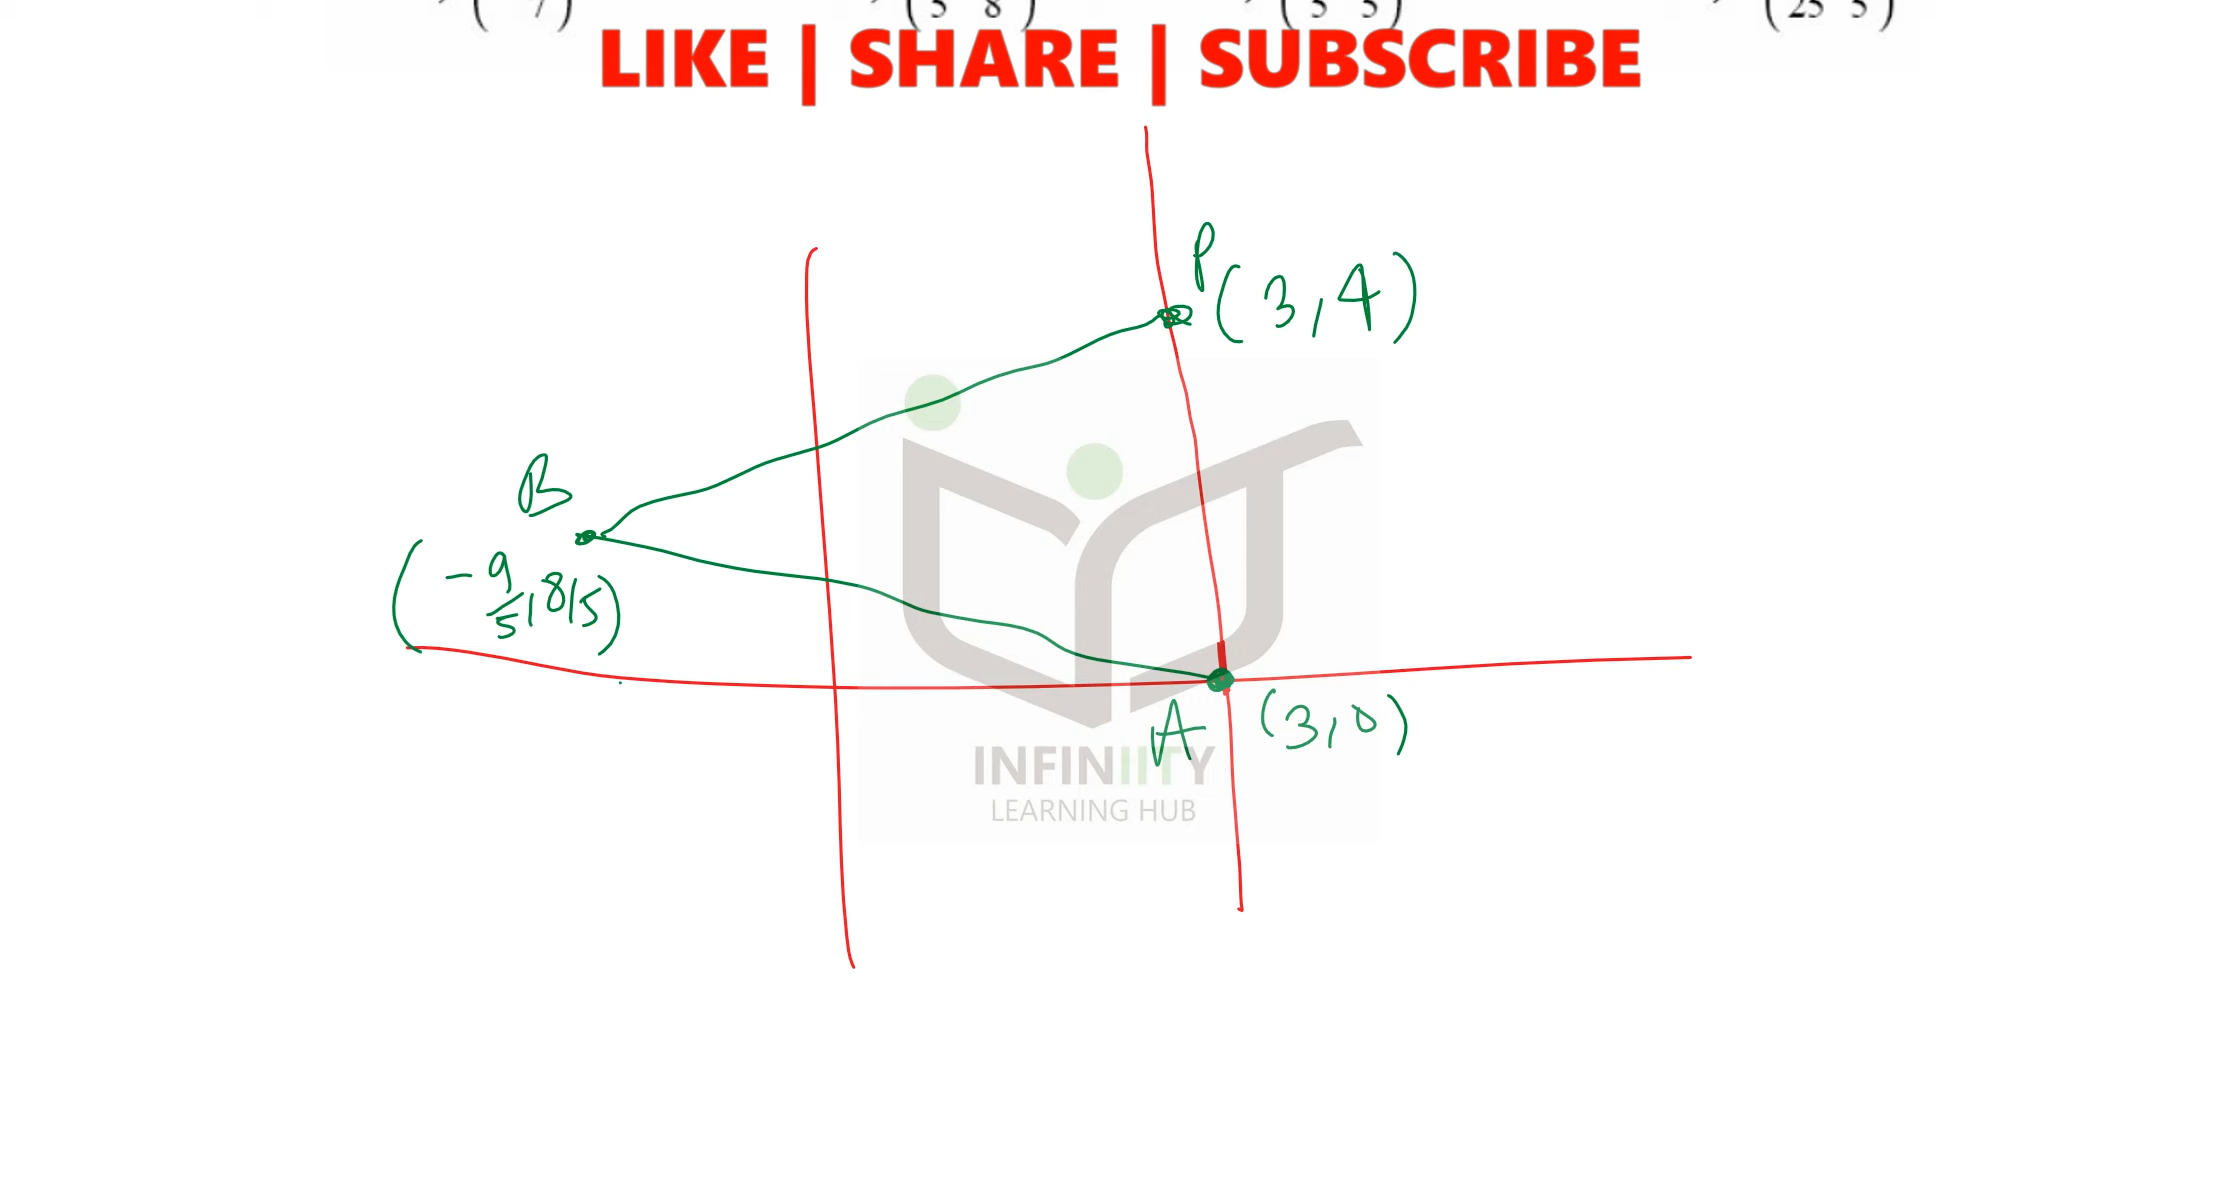 LIKE | SHARE | SUBSCRIBE
P
(3,4)
B
(-9/5, 8/5)
A (3,0)
INFINIITY
LEARNING HUB